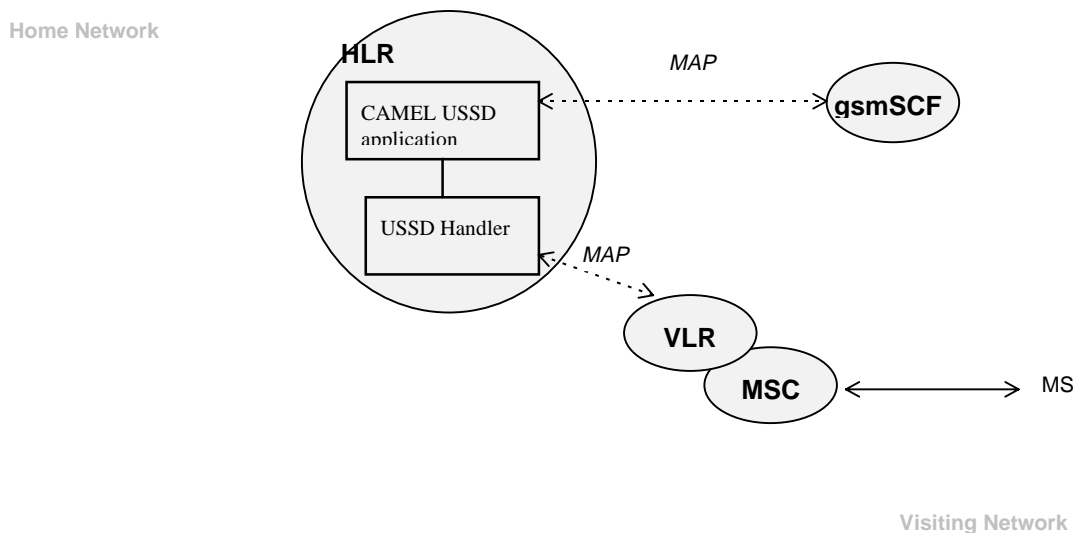 Home Network
HLR
MAP
CAMEL USSD
application
gsmSCF
USSD Handler
MAP
VLR
MSC
MS
Visiting Network